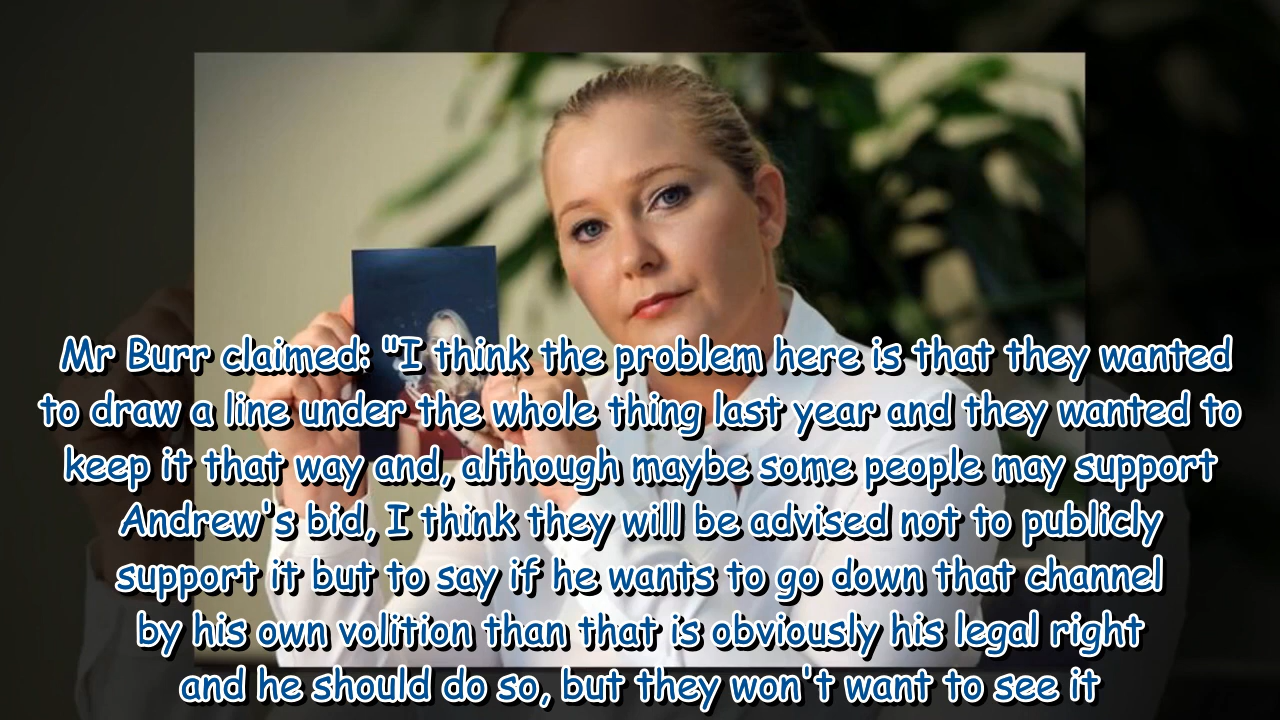 Mr Burr claimed: "I think the problem here is that they wanted
to draw a line under the whole thing last year and they wanted to
keep it that way and, although maybe some people may support
Andrew's bid, I think they will be advised not to publicly
support it but to say if he wants to go down that channel
by his own volition than that is obviously his legal right
and he should do so, but they won't want to see it